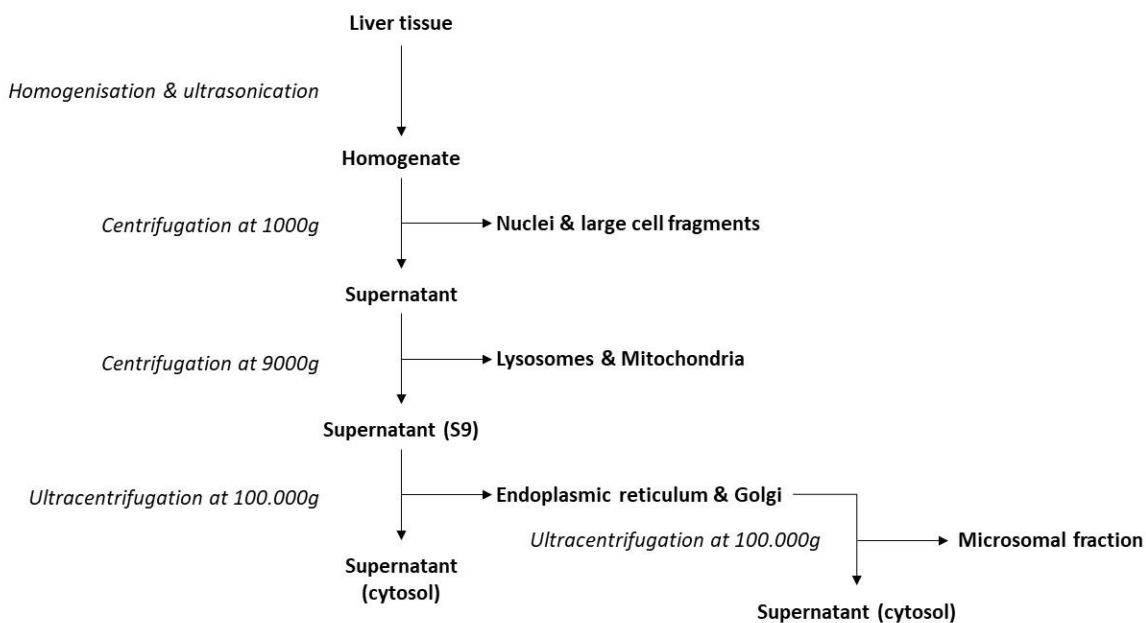 Liver tissue
Homogenisation & ultrasonication
Homogenate
Centrifugation at 1000g
Nuclei & large cell fragments
Supernatant
Centrifugation at 9000g
Lysosomes & Mitochondria
Supernatant (S9)
Ultracentrifugation at 100.000g
Endoplasmic reticulum & Golgi
Ultracentrifugation at 100.000g
Microsomal fraction
Supernatant
(cytosol)
Supernatant (cytosol)